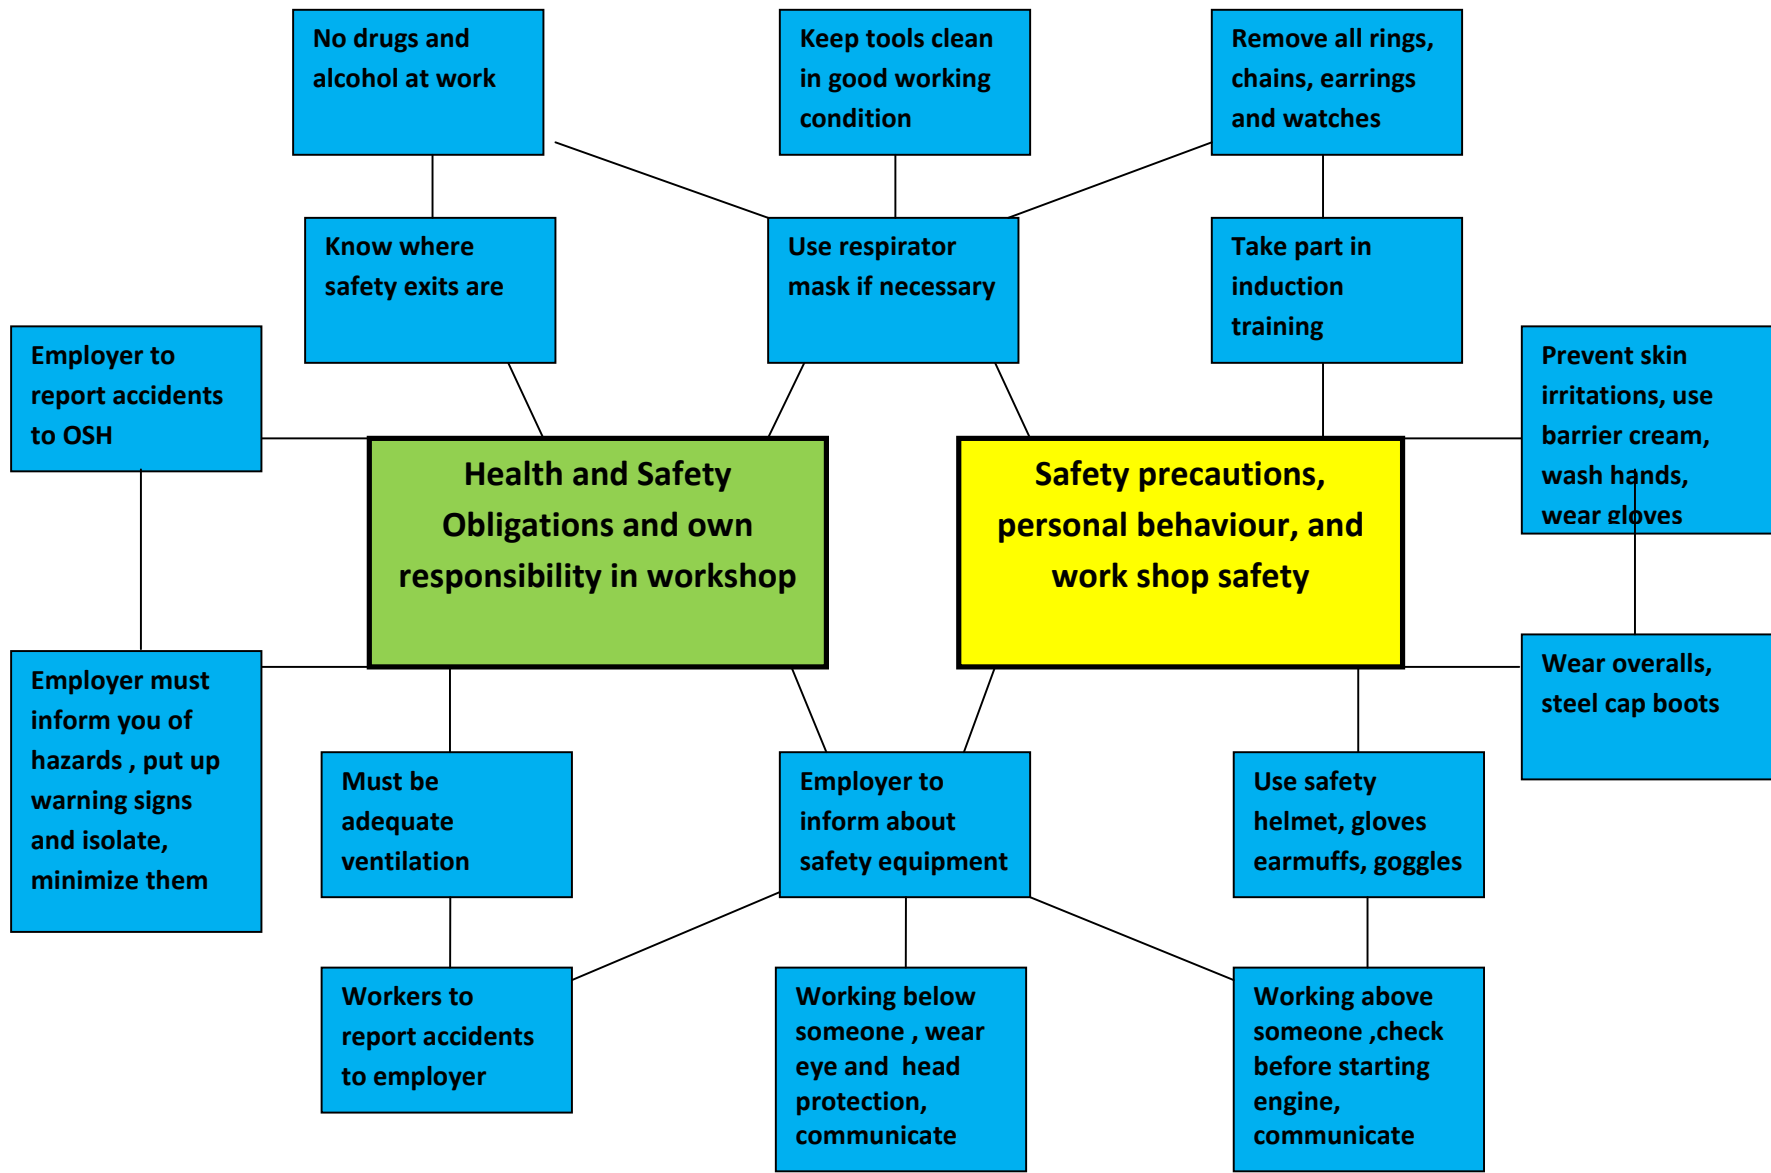 No drugs and
alcohol at work
Keep tools clean
in good working
condition
Remove all rings,
chains, earrings
and watches
Know where
safety exits are
Use respirator
mask if necessary
Take part in
induction
training
Employer to
report accidents
to OSH
Prevent skin
irritations, use
barrier cream,
wash hands,
wear gloves
Health and Safety
Obligations and own
responsibility in workshop
Safety precautions,
personal behaviour, and
work shop safety
Employer must
inform you of
hazards , put up
warning signs
and isolate,
minimize them
Wear overalls,
steel cap boots
Must be
adequate
ventilation
Employer to
inform about
safety equipment
Use safety
helmet, gloves
earmuffs, goggles
Workers to
report accidents
to employer
Working below
someone , wear
eye and  head
protection,
communicate
Working above
someone ,check
before starting
engine,
communicate